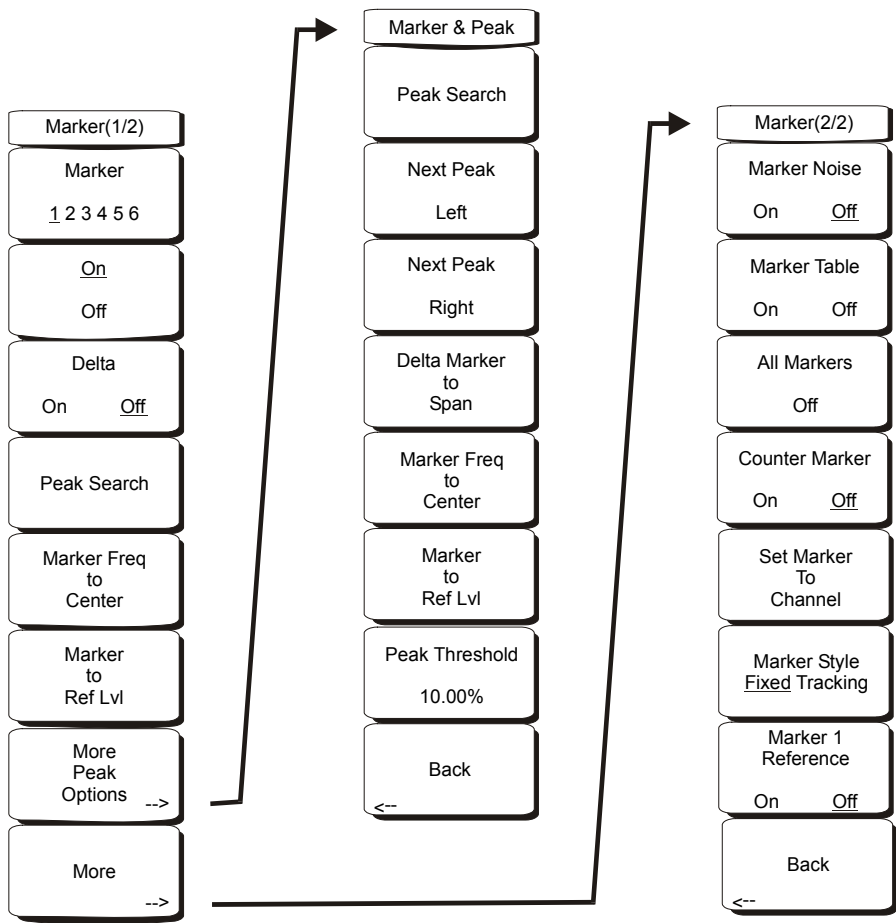 Marker(1/2)
Marker
1 2 3 4 5 6
On
Off
Delta
On Off
Peak Search
Marker Freq
to
Center
Marker
to
Ref Lvl
More
Peak
Options
-->
More
-->
Marker & Peak
Peak Search
Next Peak
Left
Next Peak
Right
Delta Marker
to
Span
Marker Freq
to
Center
Marker
to
Ref Lvl
Peak Threshold
10.00%
Back
<--
Marker(2/2)
Marker Noise
On Off
Marker Table
On Off
All Markers
Off
Counter Marker
On Off
Set Marker
To
Channel
Marker Style
Fixed Tracking
Marker 1
Reference
On Off
Back
<--